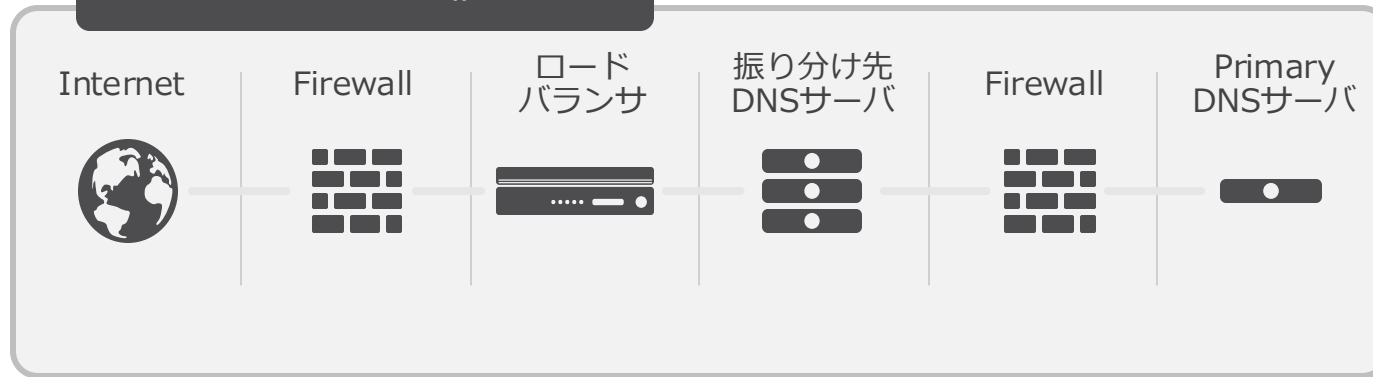 Internet
Firewall
ロード
バランサ
振り分け先
DNSサーバ
Firewall
Primary
DNSサーバ